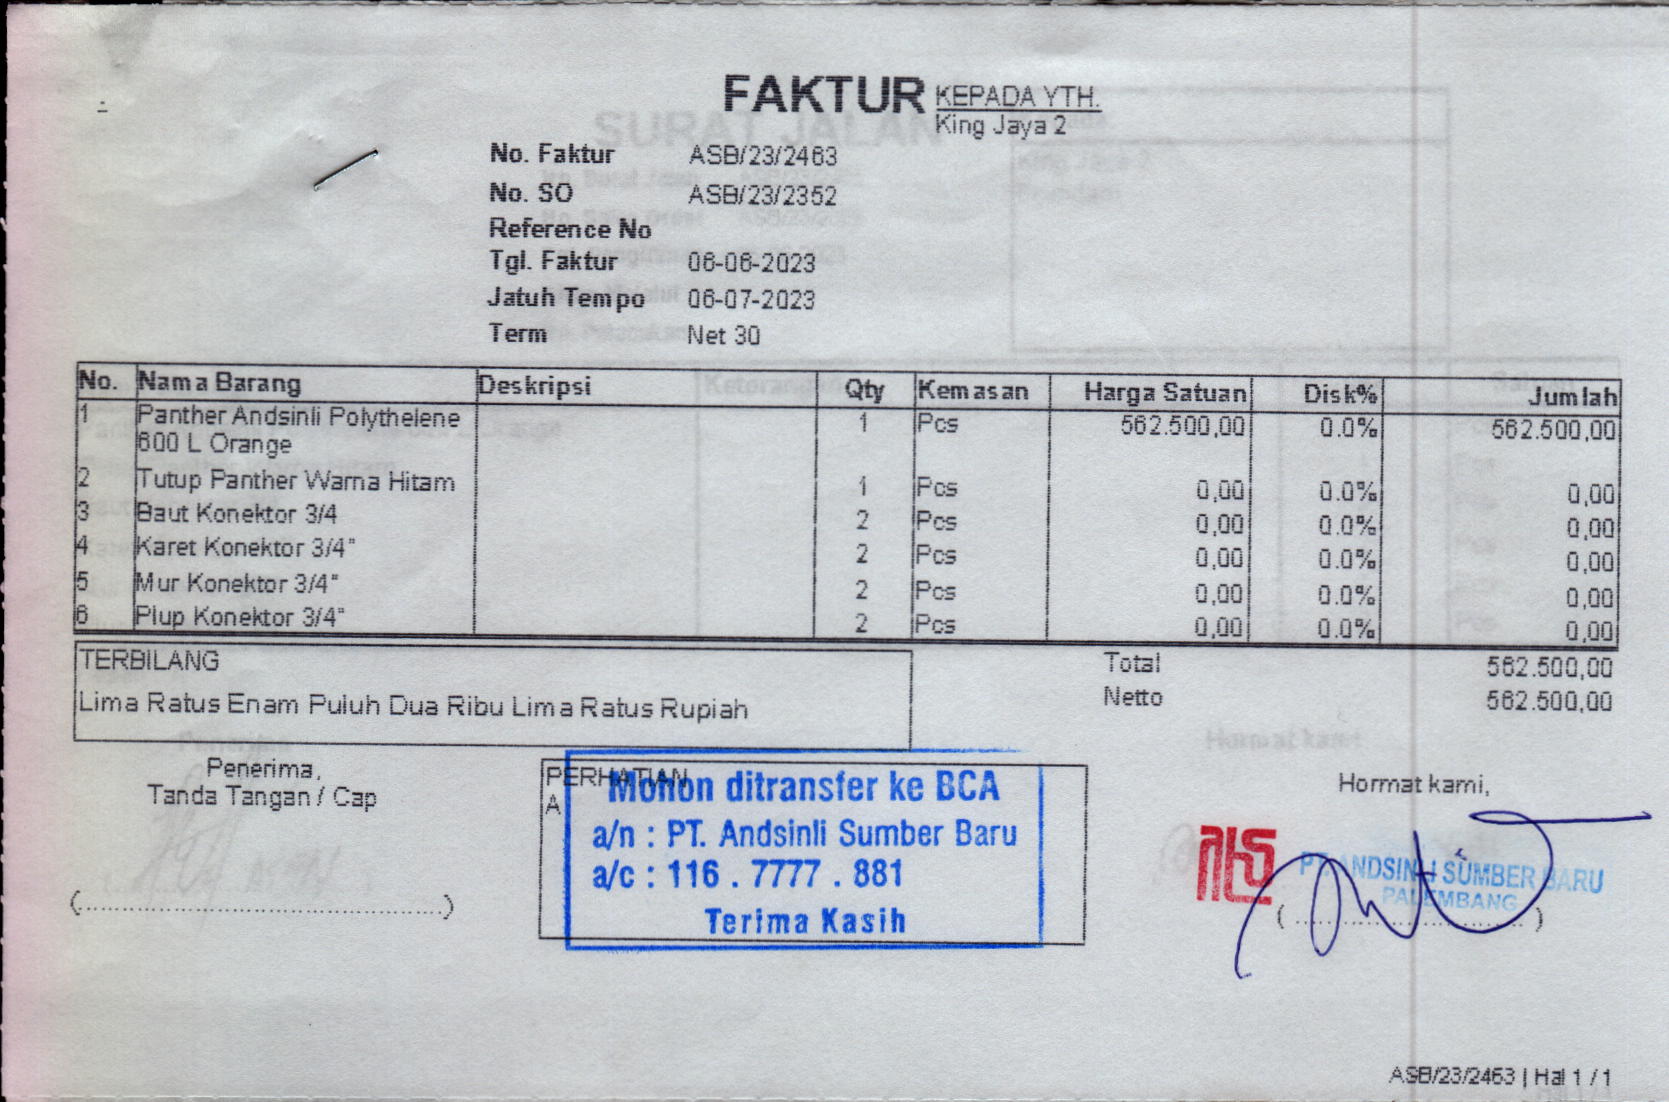 FAKTUR
KEPADA YTH.
King Jaya 2
No. Faktur ASB/23/2463
No. SO ASB/23/2352
Reference No
Tgl. Faktur 06-06-2023
Jatuh Tempo 06-07-2023
Term Net 30
No. Nama Barang Deskripsi Qty Kemasan Harga Satuan Disk% Jumlah
1 Panther Andsinli Polythelene 1 Pcs 562.500,00 0.0% 562.500,00
600 L Orange
2 Tutup Panther Warna Hitam 1 Pcs 0,00 0.0% 0,00
3 Baut Konektor 3/4 2 Pcs 0,00 0.0% 0,00
4 Karet Konektor 3/4" 2 Pcs 0,00 0.0% 0,00
5 Mur Konektor 3/4" 2 Pcs 0,00 0.0% 0,00
6 Plup Konektor 3/4" 2 Pcs 0,00 0.0% 0,00
TERBILANG
Lima Ratus Enam Puluh Dua Ribu Lima Ratus Rupiah
Total 562.500,00
Netto 562.500,00
Penerima,
Tanda Tangan / Cap
(....................................................)
PERHATIAN
A
Mohon ditransfer ke BCA
a/n : PT. Andsinli Sumber Baru
a/c : 116 . 7777 . 881
Terima Kasih
Hormat kami,
PT. ANDSINLI SUMBER BARU
PALEMBANG
(....................................)
ASB/23/2463 | Hal 1 / 1